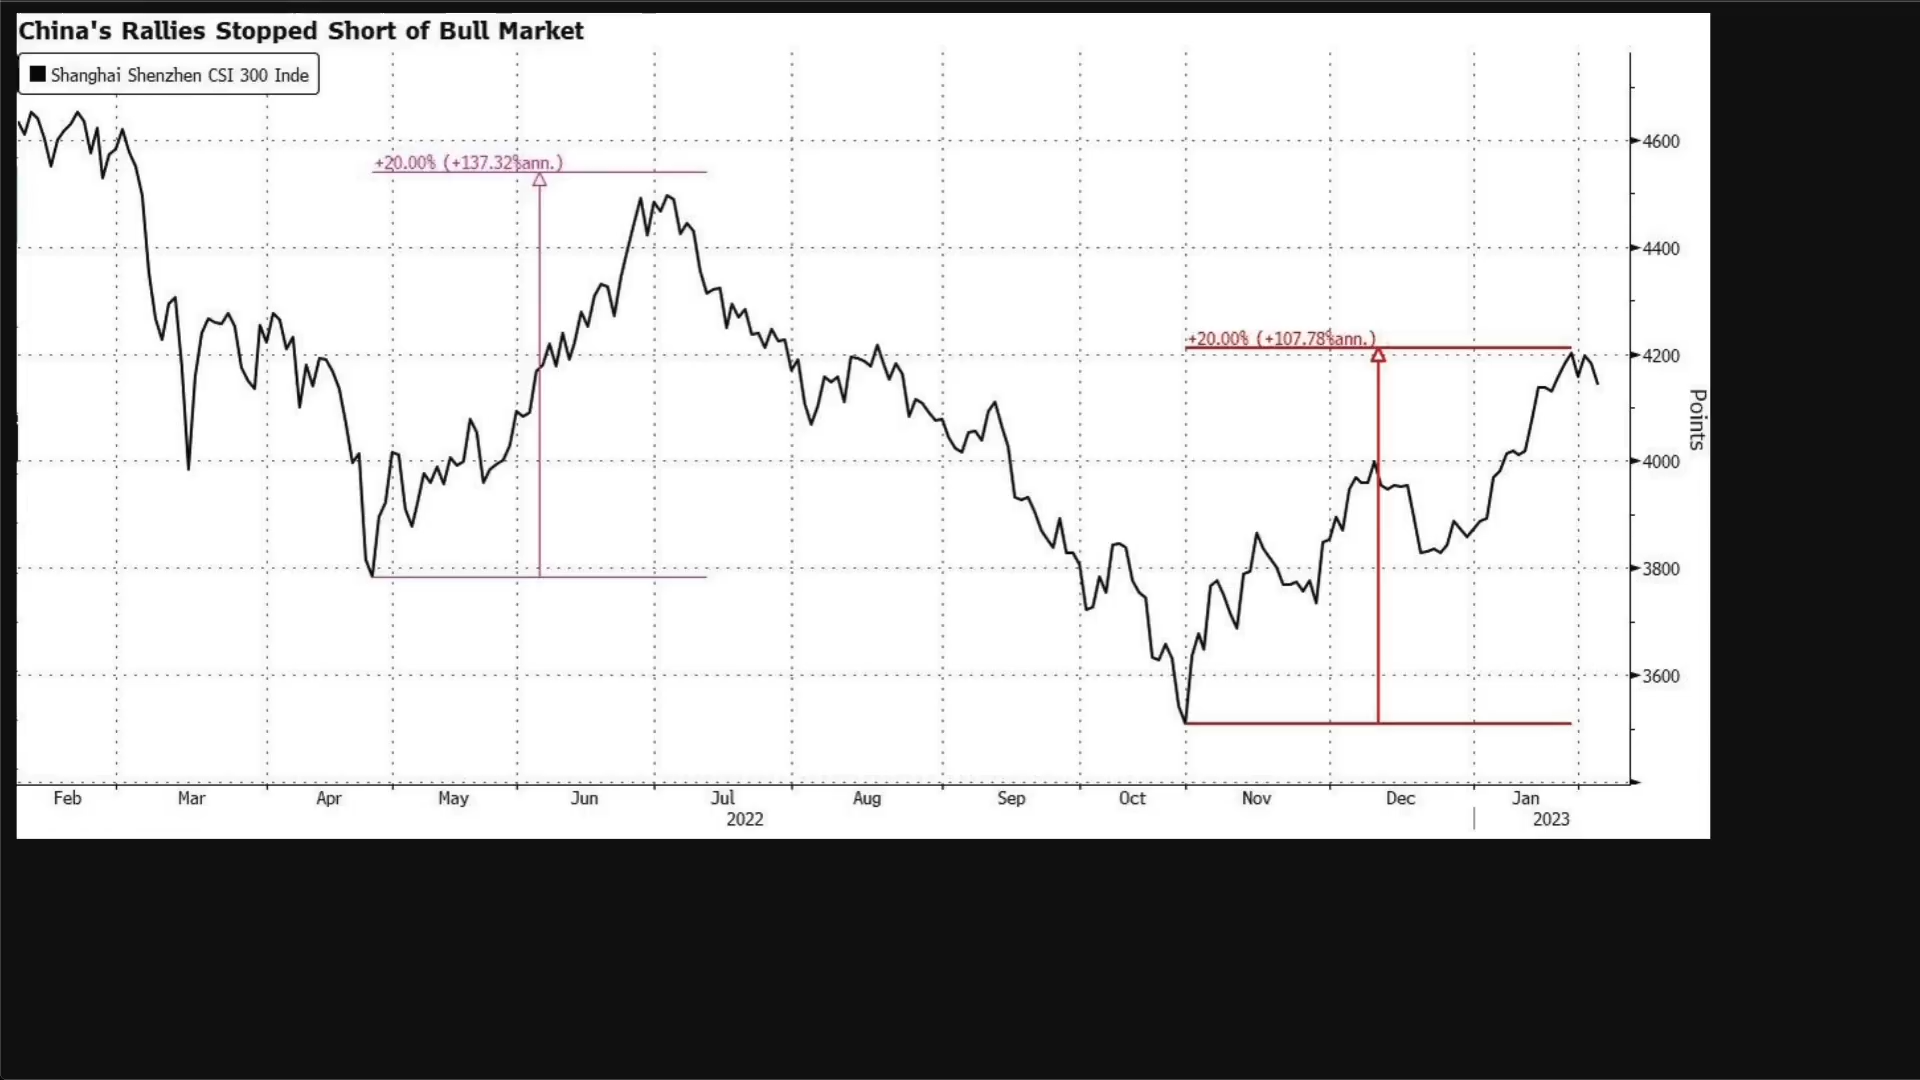 China's Rallies Stopped Short of Bull Market
Shanghai Shenzhen CSI 300 Inde
+20.00% (+137.32%ann.)
+20.00% (+107.78%ann.)
4600
4400
4200
4000
3800
3600
Points
Feb Mar Apr May Jun Jul Aug Sep Oct Nov Dec Jan
2022 2023